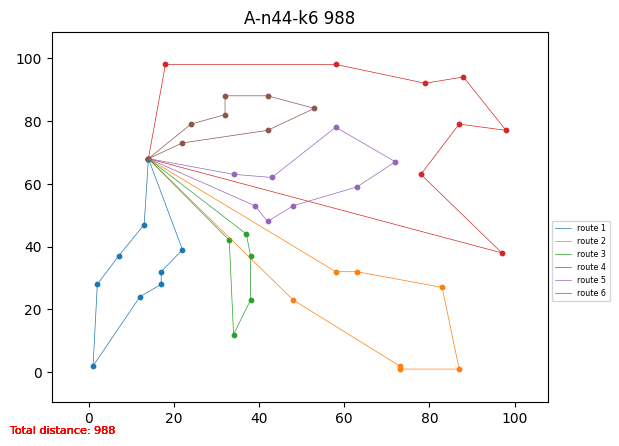 A-n44-k6 988
100
80
60
40
20
0
0 20 40 60 80 100
route 1
route 2
route 3
route 4
route 5
route 6
Total distance: 988